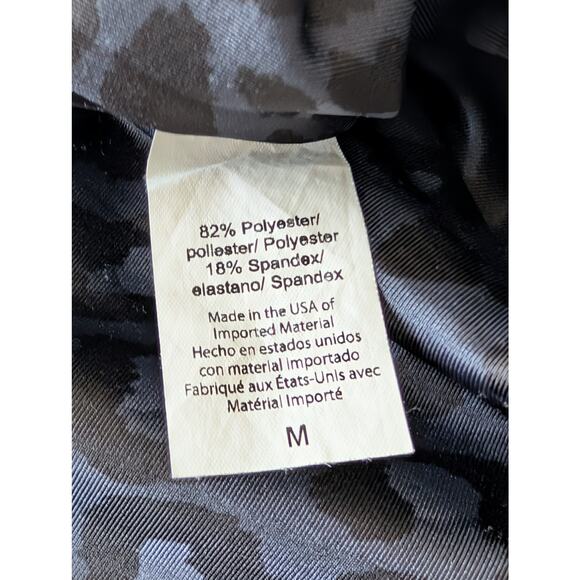 82% Polyester/
poliester/ Polyester
18% Spandex/
elastano/ Spandex
Made in the USA of
Imported Material
Hecho en estados unidos
con material importado
Fabriqué aux États-Unis avec
Matérial Importé
M